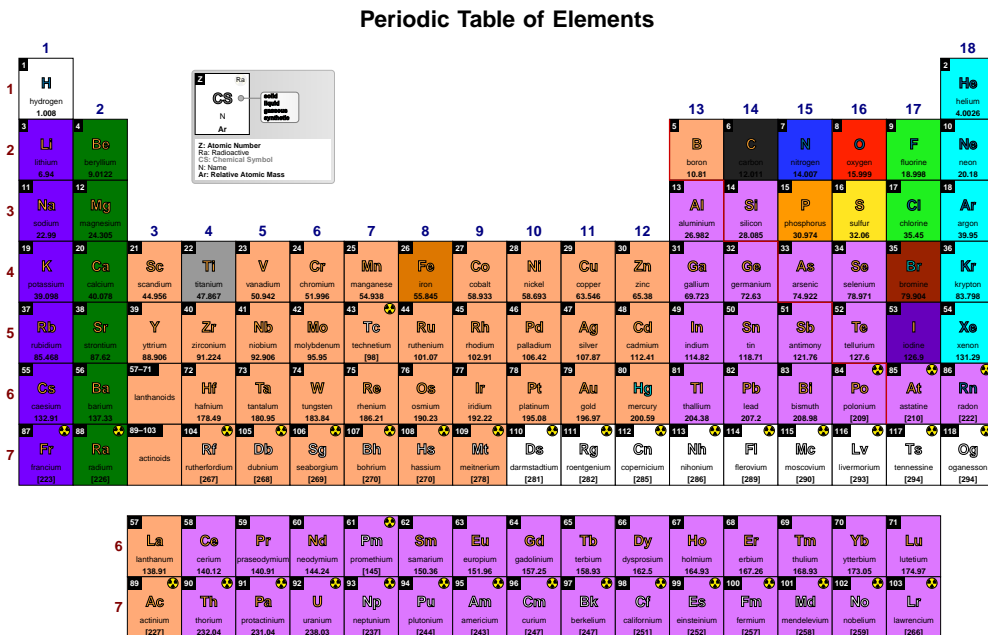 Periodic Table of Elements
1 18
1 Z Ra 2
1 H CS solid He
liquid
gaseous
synthetic
hydrogen N helium
1.008 Ar 4.0026
2 13 14 15 16 17
Z: Atomic Number
Ra: Radioactive
CS: Chemical Symbol
N: Name
Ar: Relative Atomic Mass
3 4 5 6 7 8 9 10
2 Li Be B C N O F Ne
lithium beryllium boron carbon nitrogen oxygen fluorine neon
6.94 9.0122 10.81 12.011 14.007 15.999 18.998 20.18
11 12 13 14 15 16 17 18
3 Na Mg Al Si P S Cl Ar
sodium magnesium aluminium silicon phosphorus sulfur chlorine argon
22.99 24.305 26.982 28.085 30.974 32.06 35.45 39.95
3 4 5 6 7 8 9 10 11 12
19 20 21 22 23 24 25 26 27 28 29 30 31 32 33 34 35 36
4 K Ca Sc Ti V Cr Mn Fe Co Ni Cu Zn Ga Ge As Se Br Kr
potassium calcium scandium titanium vanadium chromium manganese iron cobalt nickel copper zinc gallium germanium arsenic selenium bromine krypton
39.098 40.078 44.956 47.867 50.942 51.996 54.938 55.845 58.933 58.693 63.546 65.38 69.723 72.63 74.922 78.971 79.904 83.798
37 38 39 40 41 42 43 44 45 46 47 48 49 50 51 52 53 54
5 Rb Sr Y Zr Nb Mo Tc Ru Rh Pd Ag Cd In Sn Sb Te I Xe
rubidium strontium yttrium zirconium niobium molybdenum technetium ruthenium rhodium palladium silver cadmium indium tin antimony tellurium iodine xenon
85.468 87.62 88.906 91.224 92.906 95.95 [98] 101.07 102.91 106.42 107.87 112.41 114.82 118.71 121.76 127.6 126.9 131.29
55 56 57–71 72 73 74 75 76 77 78 79 80 81 82 83 84 85 86
6 Cs Ba lanthanoids Hf Ta W Re Os Ir Pt Au Hg Tl Pb Bi Po At Rn
caesium barium hafnium tantalum tungsten rhenium osmium iridium platinum gold mercury thallium lead bismuth polonium astatine radon
132.91 137.33 178.49 180.95 183.84 186.21 190.23 192.22 195.08 196.97 200.59 204.38 207.2 208.98 [209] [210] [222]
87 88 89–103 104 105 106 107 108 109 110 111 112 113 114 115 116 117 118
7 Fr Ra actinoids Rf Db Sg Bh Hs Mt Ds Rg Cn Nh Fl Mc Lv Ts Og
francium radium rutherfordium dubnium seaborgium bohrium hassium meitnerium darmstadtium roentgenium copernicium nihonium flerovium moscovium livermorium tennessine oganesson
[223] [226] [267] [268] [269] [270] [270] [278] [281] [282] [285] [286] [289] [290] [293] [294] [294]
57 58 59 60 61 62 63 64 65 66 67 68 69 70 71
6 La Ce Pr Nd Pm Sm Eu Gd Tb Dy Ho Er Tm Yb Lu
lanthanum cerium praseodymium neodymium promethium samarium europium gadolinium terbium dysprosium holmium erbium thulium ytterbium lutetium
138.91 140.12 140.91 144.24 [145] 150.36 151.96 157.25 158.93 162.5 164.93 167.26 168.93 173.05 174.97
89 90 91 92 93 94 95 96 97 98 99 100 101 102 103
7 Ac Th Pa U Np Pu Am Cm Bk Cf Es Fm Md No Lr
actinium thorium protactinium uranium neptunium plutonium americium curium berkelium californium einsteinium fermium mendelevium nobelium lawrencium
[227] 232.04 231.04 238.03 [237] [244] [243] [247] [247] [251] [252] [257] [258] [259] [266]